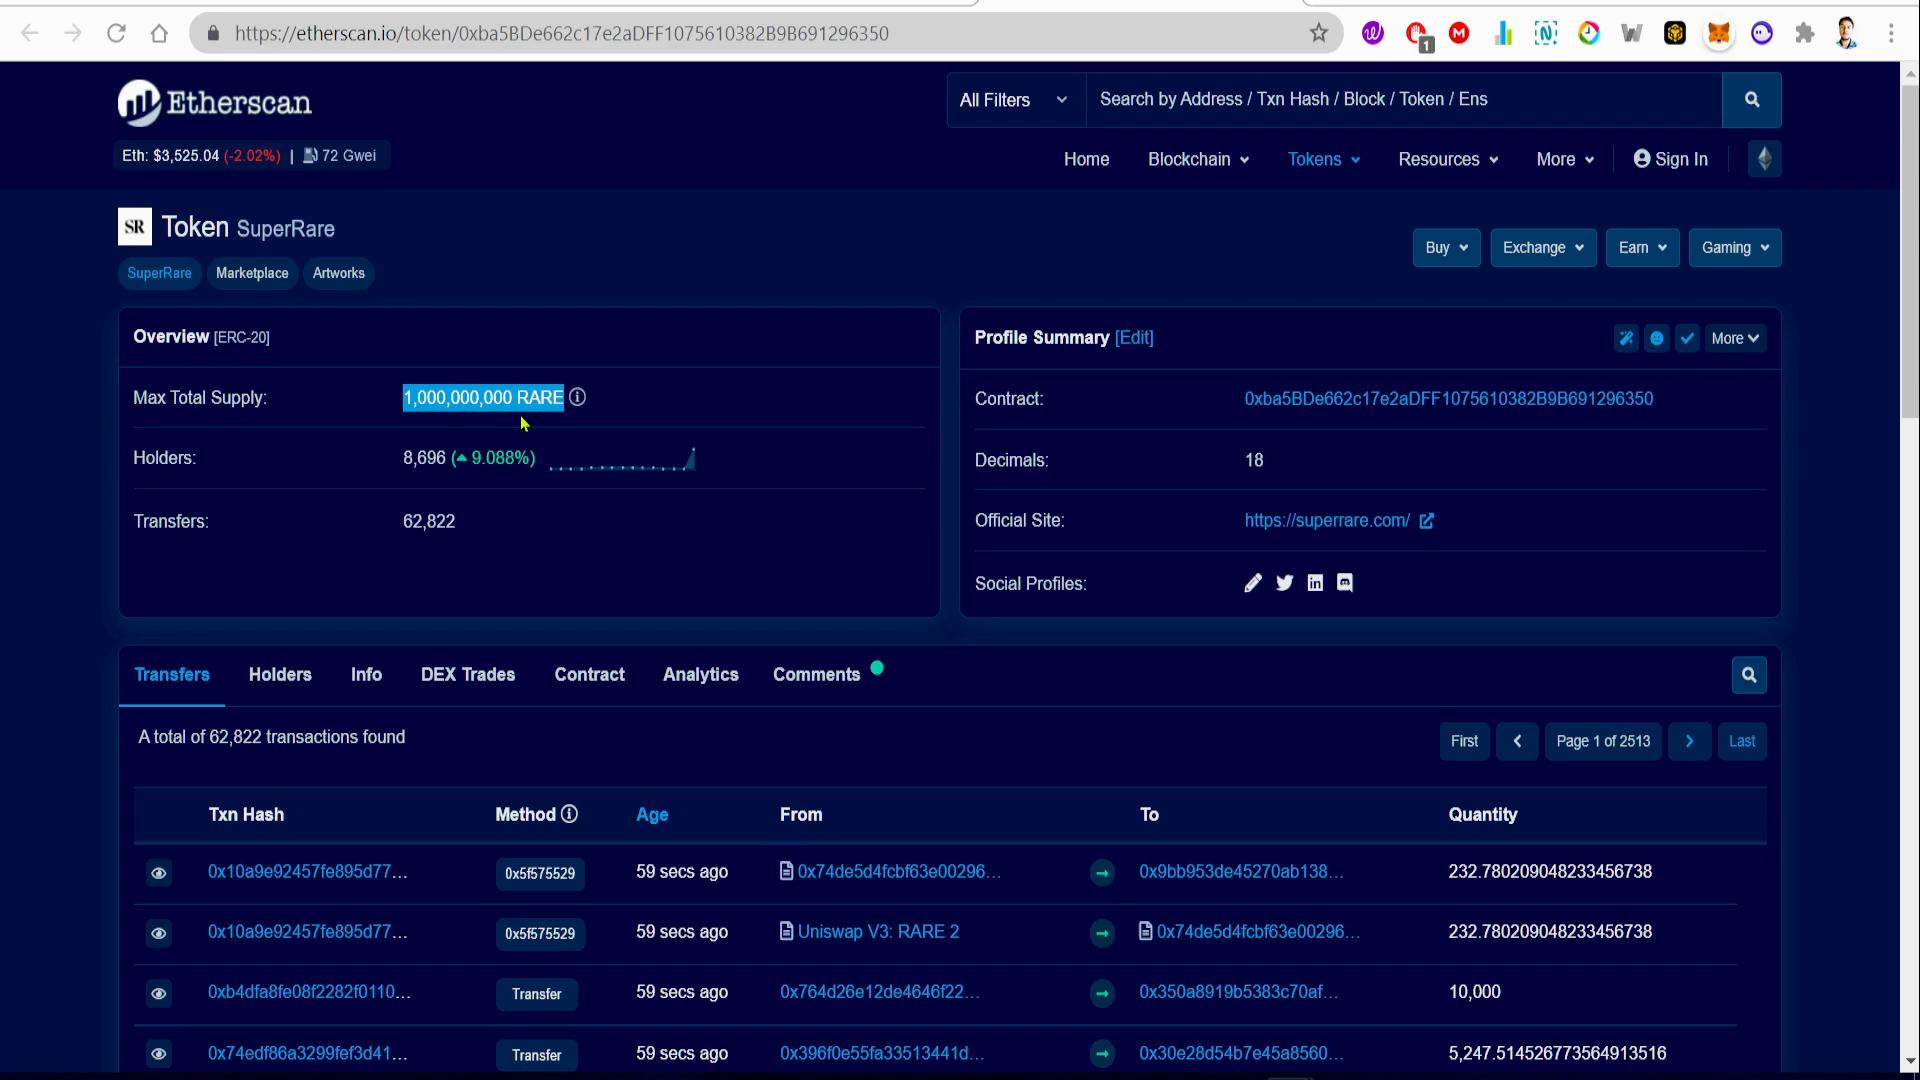 https://etherscan.io/token/0xba5BDe662c17e2aDFF1075610382B9B691296350
1
Etherscan
All Filters
Search by Address / Txn Hash / Block / Token / Ens
Eth: $3,525.04 (-2.02%) | 72 Gwei
Home
Blockchain
Tokens
Resources
More
Sign In
SR
Token SuperRare
Buy
Exchange
Earn
Gaming
SuperRare
Marketplace
Artworks
Overview [ERC-20]
Max Total Supply:
1,000,000,000 RARE
Holders:
8,696 (9.088%)
Transfers:
62,822
Profile Summary [Edit]
More
Contract:
0xba5BDe662c17e2aDFF1075610382B9B691296350
Decimals:
18
Official Site:
https://superrare.com/
Social Profiles:
Transfers
Holders
Info
DEX Trades
Contract
Analytics
Comments
A total of 62,822 transactions found
First
Page 1 of 2513
Last
Txn Hash
Method
Age
From
To
Quantity
0x10a9e92457fe895d77...
0x5f575529
59 secs ago
0x74de5d4fcbf63e00296...
0x9bb953de45270ab138...
232.780209048233456738
0x10a9e92457fe895d77...
0x5f575529
59 secs ago
Uniswap V3: RARE 2
0x74de5d4fcbf63e00296...
232.780209048233456738
0xb4dfa8fe08f2282f0110...
Transfer
59 secs ago
0x764d26e12de4646f22...
0x350a8919b5383c70af...
10,000
0x74edf86a3299fef3d41...
Transfer
59 secs ago
0x396f0e55fa33513441d...
0x30e28d54b7e45a8560...
5,247.514526773564913516